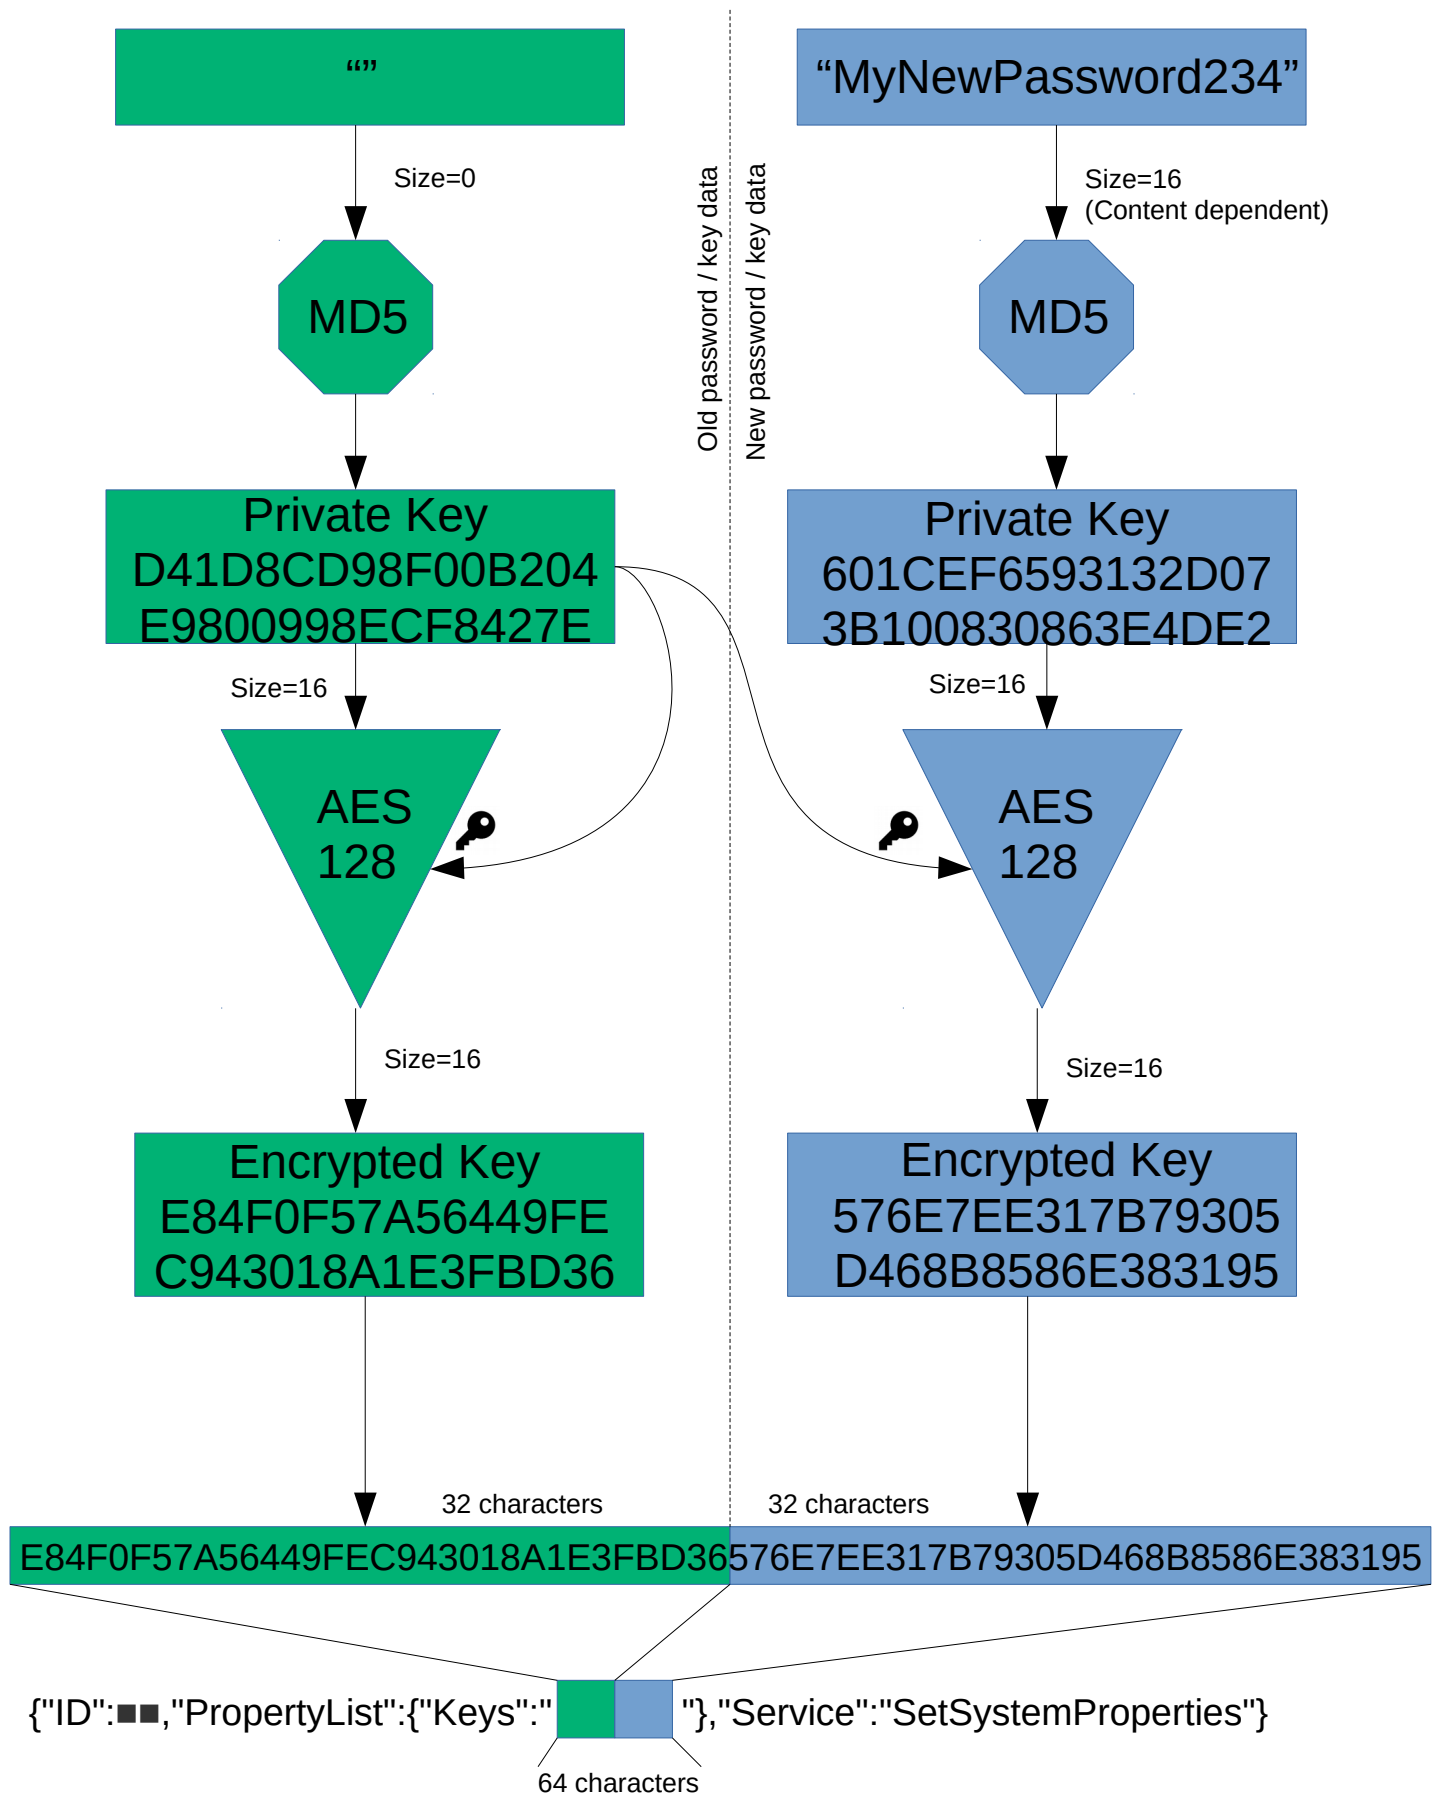 “”
“MyNewPassword234”
Size=0
Size=16
(Content dependent)
Old password / key data
New password / key data
MD5
MD5
Private Key
D41D8CD98F00B204
E9800998ECF8427E
Private Key
601CEF6593132D07
3B100830863E4DE2
Size=16
Size=16
AES
128
AES
128
Size=16
Size=16
Encrypted Key
E84F0F57A56449FE
C943018A1E3FBD36
Encrypted Key
576E7EE317B79305
D468B8586E383195
32 characters
32 characters
E84F0F57A56449FEC943018A1E3FBD36576E7EE317B79305D468B8586E383195
{"ID":■■,"PropertyList":{"Keys":" "},"Service":"SetSystemProperties"}
64 characters